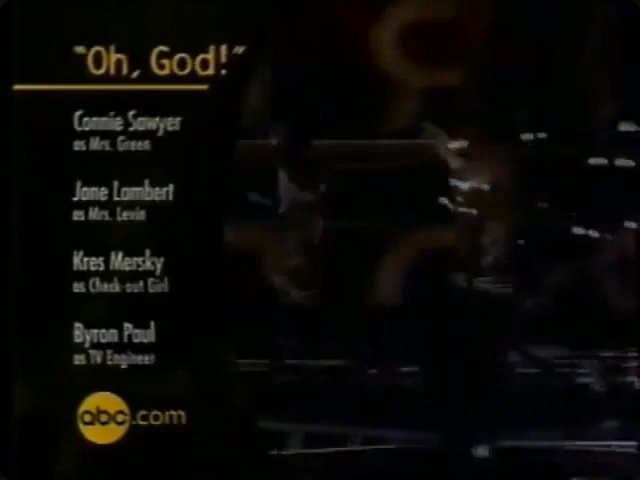 "Oh, God!"
Connie Sawyer
as Mrs. Green
Jane Lambert
as Mrs. Levin
Kres Mersky
as Check-out Girl
Byron Paul
as TV Engineer
abc.com